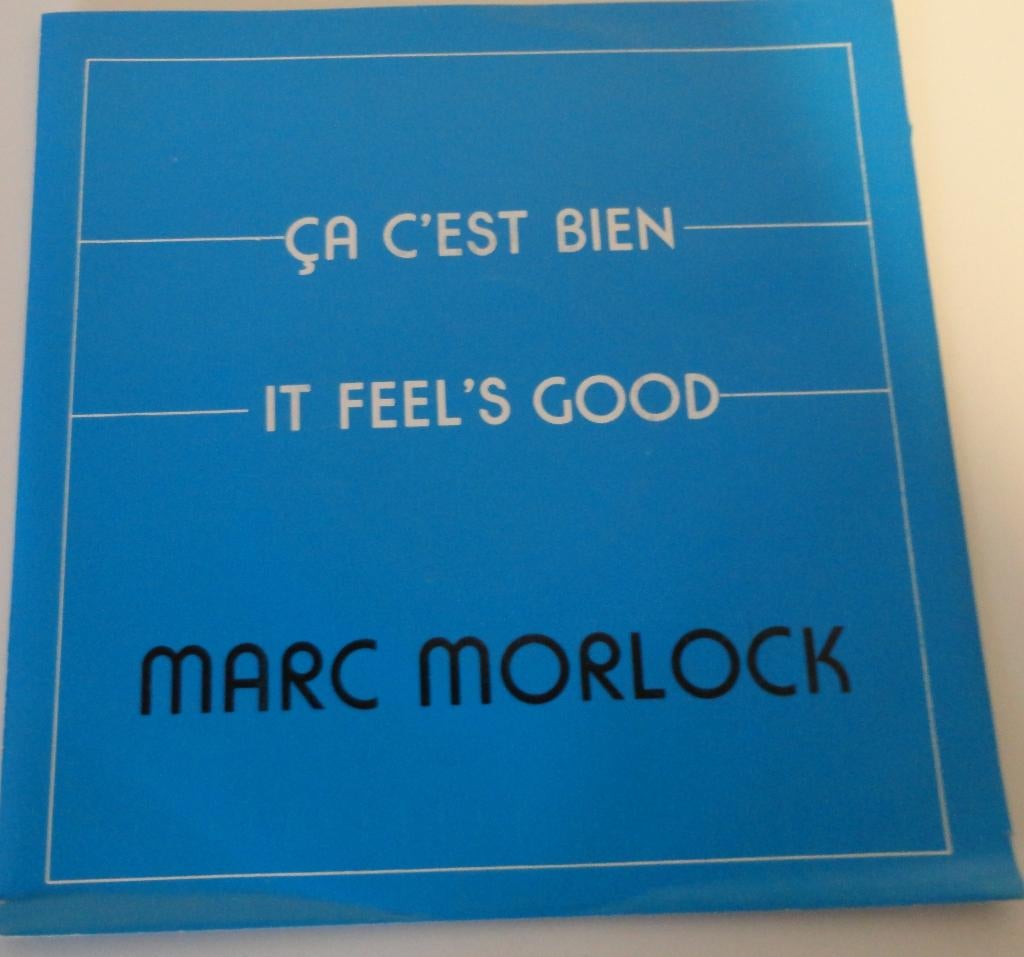 ÇA C'EST BIEN
IT FEEL'S GOOD
MARC MORLOCK